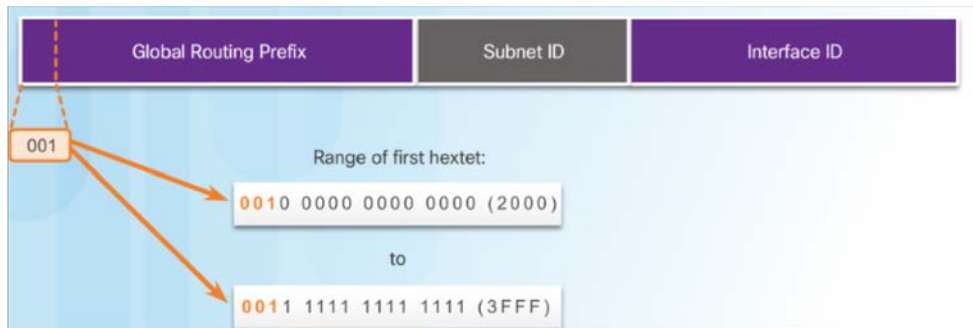 Global Routing Prefix Subnet ID Interface ID
001
Range of first hextet:
0010 0000 0000 0000 (2000)
to
0011 1111 1111 1111 (3FFF)